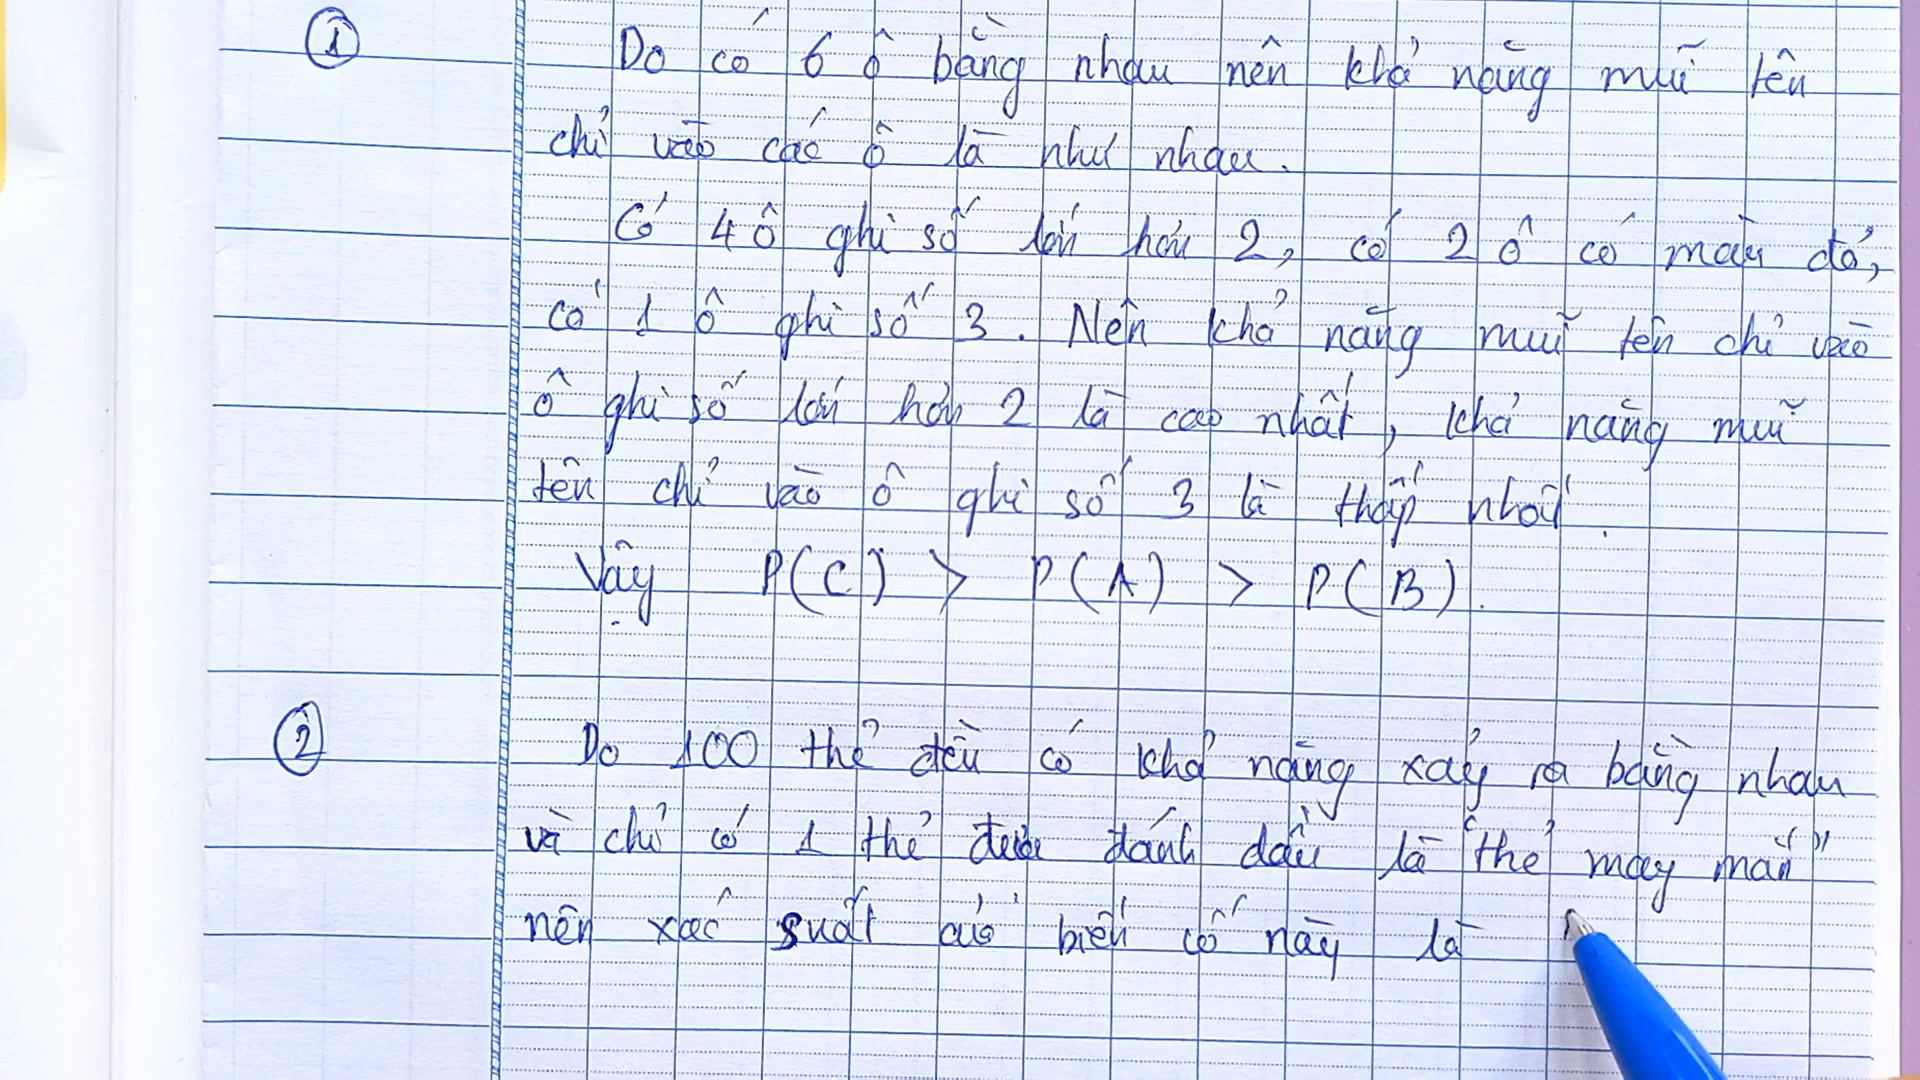 ①
Do có 6 ô bằng nhau nên khả năng mũi tên
chỉ vào các ô là như nhau.
Có 4 ô ghi số lớn hơn 2, có 2 ô có màu đỏ,
có 1 ô ghi số 3. Nên khả năng mũi tên chỉ vào
ô ghi số lớn hơn 2 là cao nhất, khả năng mũi
tên chỉ vào ô ghi số 3 là thấp nhất.
Vậy P(C) > P(A) > P(B).
②
Do 100 thẻ đều có khả năng xảy ra bằng nhau
và chỉ có 1 thẻ được đánh dấu là "thẻ may mắn"
nên xác suất của biến cố này là